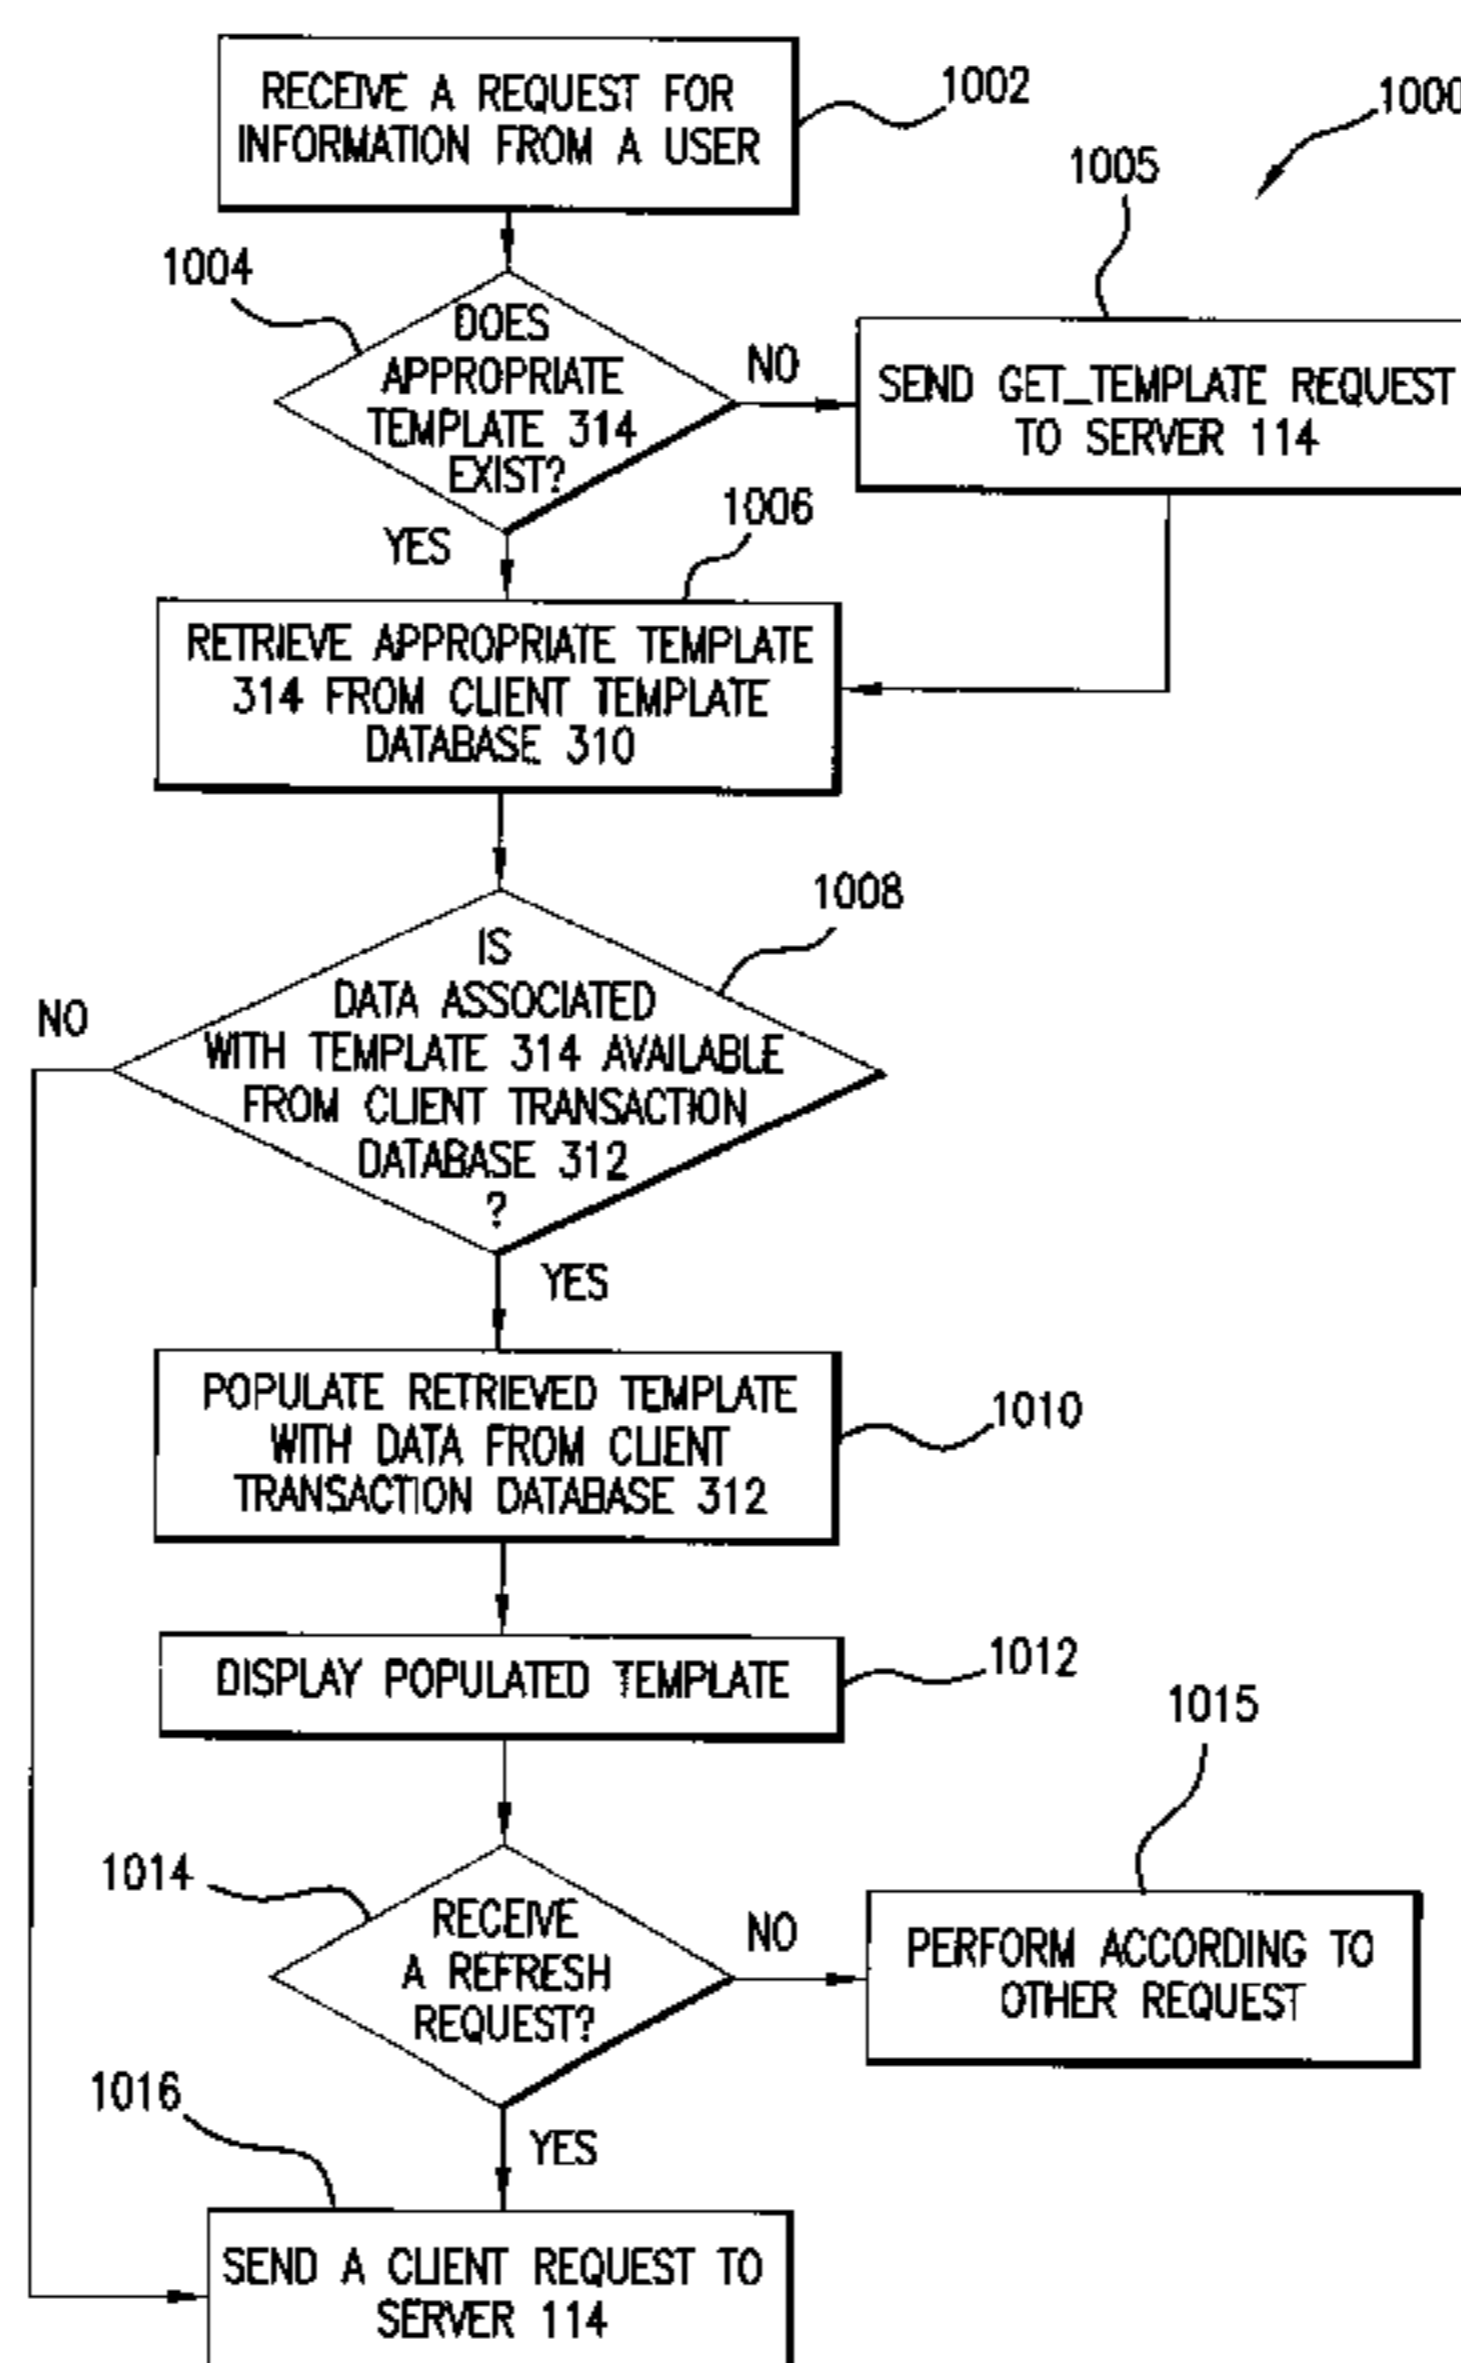 RECEIVE A REQUEST FOR
INFORMATION FROM A USER
1002
1000
1005
1004
DOES
APPROPRIATE
TEMPLATE 314
EXIST?
NO
SEND GET_TEMPLATE REQUEST
TO SERVER 114
YES
1006
RETRIEVE APPROPRIATE TEMPLATE
314 FROM CLIENT TEMPLATE
DATABASE 310
1008
NO
IS
DATA ASSOCIATED
WITH TEMPLATE 314 AVAILABLE
FROM CLIENT TRANSACTION
DATABASE 312
?
YES
POPULATE RETRIEVED TEMPLATE
WITH DATA FROM CLIENT
TRANSACTION DATABASE 312
1010
DISPLAY POPULATED TEMPLATE
1012
1015
1014
RECEIVE
A REFRESH
REQUEST?
NO
PERFORM ACCORDING TO
OTHER REQUEST
1016
YES
SEND A CLIENT REQUEST TO
SERVER 114